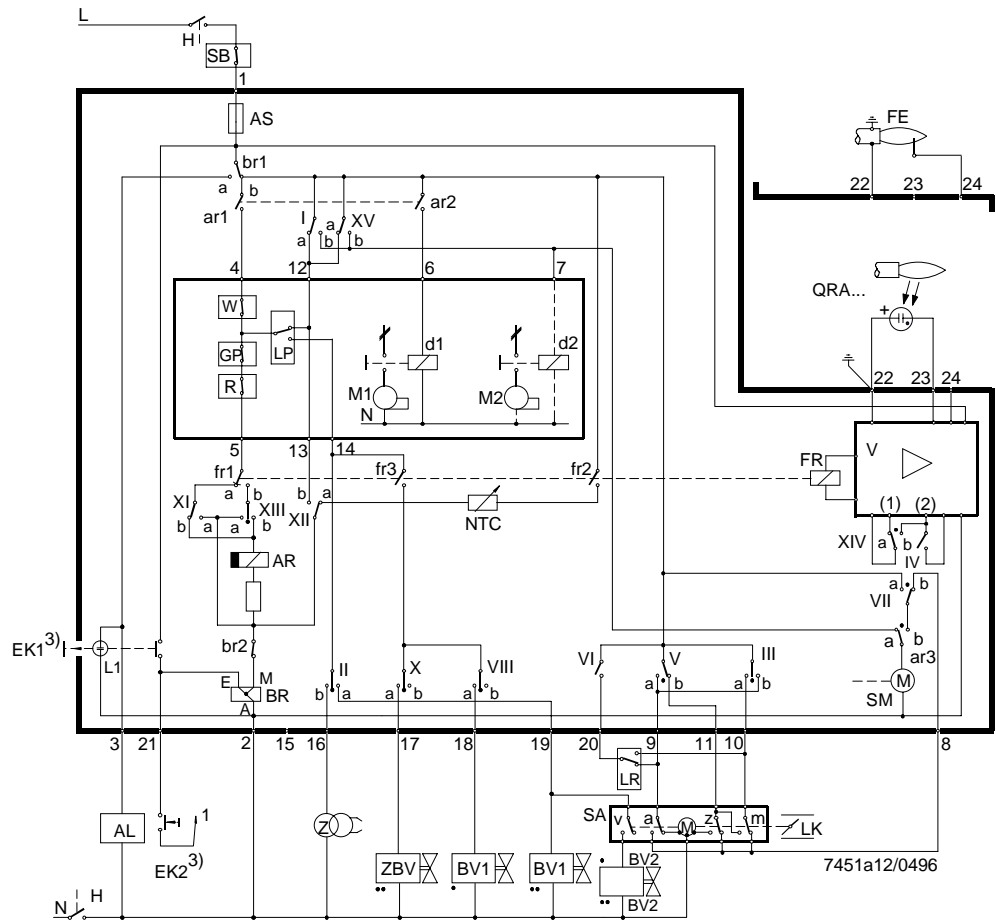 L
H
SB
1
AS
FE
br1
22 23 24
a b
ar1 ar2
I XV
a b a b
4 12 6 7
QRA...
+
W
GP LP
R
d1 d2
M1 M2
N
22 23 24
V
5 13 14
fr1 fr3 fr2
FR
a b
XI XIII XII
b a a b
b a
NTC
(1) (2)
XIV a b IV
AR
a b
VII
a b
ar3
EK1 3)
L1
br2
E M
BR
A
II X VIII VI V III
b a a b a b a b a b
M
SM
3 21 2 15 16 17 18 19 20 9 11 10 8
LR
SA v a M z m
LK
AL
1
EK2 3)
Z
ZBV BV1 BV1 BV2
BV2
7451a12/0496
N H